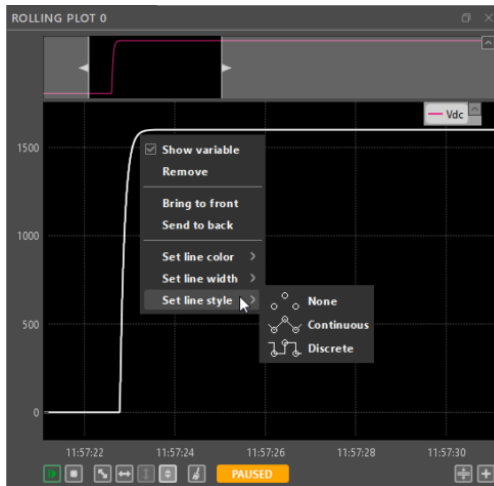 ROLLING PLOT 0
Vdc
1500
1000
500
0
Show variable
Remove
Bring to front
Send to back
Set line color
Set line width
Set line style
None
Continuous
Discrete
11:57:22 11:57:24 11:57:26 11:57:28 11:57:30
PAUSED